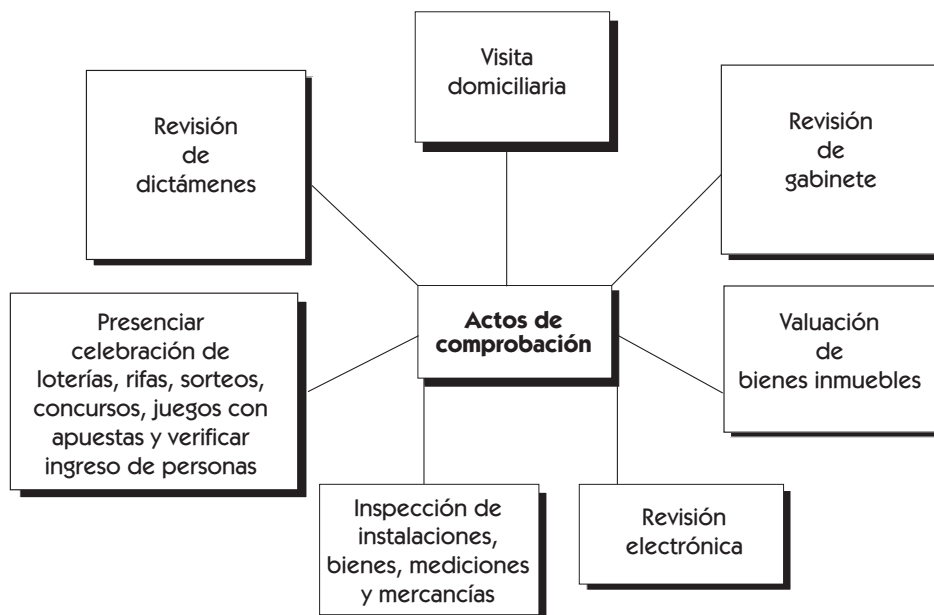 Visita
domiciliaria
Revisión
de
dictámenes
Revisión
de
gabinete
Actos de
comprobación
Presenciar
celebración de
loterías, rifas, sorteos,
concursos, juegos con
apuestas y verificar
ingreso de personas
Valuación
de
bienes inmuebles
Inspección de
instalaciones,
bienes, mediciones
y mercancías
Revisión
electrónica